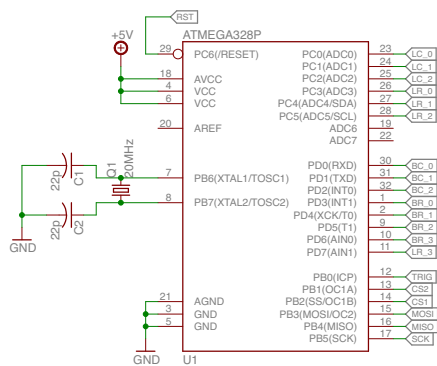 RST
ATMEGA328P
+5V
29 PC6(/RESET) PC0(ADC0) 23 LC_0
PC1(ADC1) 24 LC_1
18 AVCC PC2(ADC2) 25 LC_2
4 VCC PC3(ADC3) 26 LR_0
6 VCC PC4(ADC4/SDA) 27 LR_1
PC5(ADC5/SCL) 28 LR_2
20 AREF ADC6 19
ADC7 22
PD0(RXD) 30 BC_0
7 PB6(XTAL1/TOSC1) PD1(TXD) 31 BC_1
PD2(INT0) 32 BC_2
8 PB7(XTAL2/TOSC2) PD3(INT1) 1 BR_0
PD4(XCK/T0) 2 BR_1
PD5(T1) 9 BR_2
PD6(AIN0) 10 BR_3
PD7(AIN1) 11 LR_3
22p C1
Q1 20MHz
22p C2
GND
PB0(ICP) 12 TRIG
PB1(OC1A) 13 CS2
21 AGND PB2(SS/OC1B) 14 CS1
3 GND PB3(MOSI/OC2) 15 MOSI
5 GND PB4(MISO) 16 MISO
PB5(SCK) 17 SCK
GND
U1